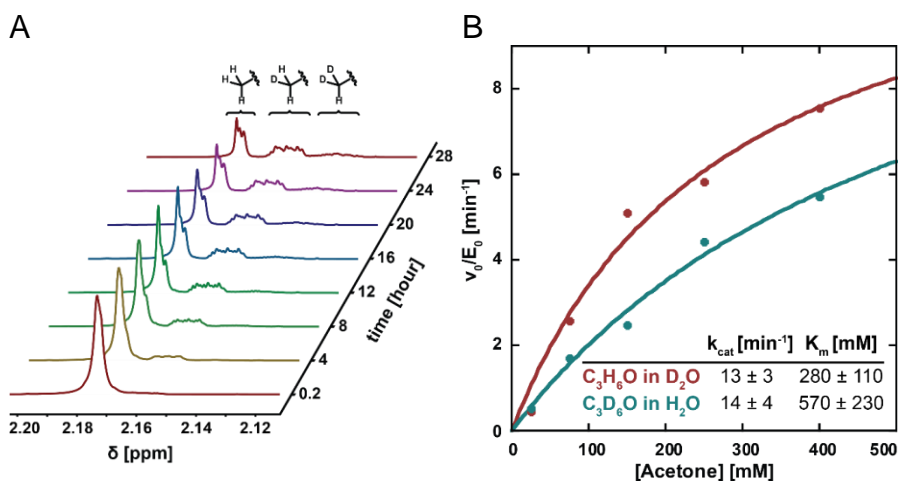 A
H
H
H
H
D
H
D
D
H
28
24
20
16
12
8
4
0.2
time [hour]
2.20
2.18
2.16
2.14
2.12
δ [ppm]
B
8
6
4
2
0
v₀/E₀ [min⁻¹]
k_cat [min⁻¹] K_m [mM]
C₃H₆O in D₂O 13 ± 3 280 ± 110
C₃D₆O in H₂O 14 ± 4 570 ± 230
0 100 200 300 400 500
[Acetone] [mM]